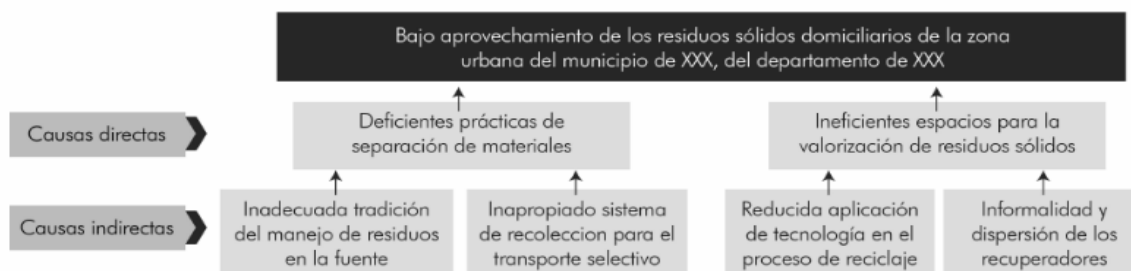 Bajo aprovechamiento de los residuos sólidos domiciliarios de la zona
urbana del municipio de XXX, del departamento de XXX
Causas directas
Deficientes prácticas de
separación de materiales
Ineficientes espacios para la
valorización de residuos sólidos
Causas indirectas
Inadecuada tradición
del manejo de residuos
en la fuente
Inapropiado sistema
de recoleccion para el
transporte selectivo
Reducida aplicación
de tecnología en el
proceso de reciclaje
Informalidad y
dispersión de los
recuperadores